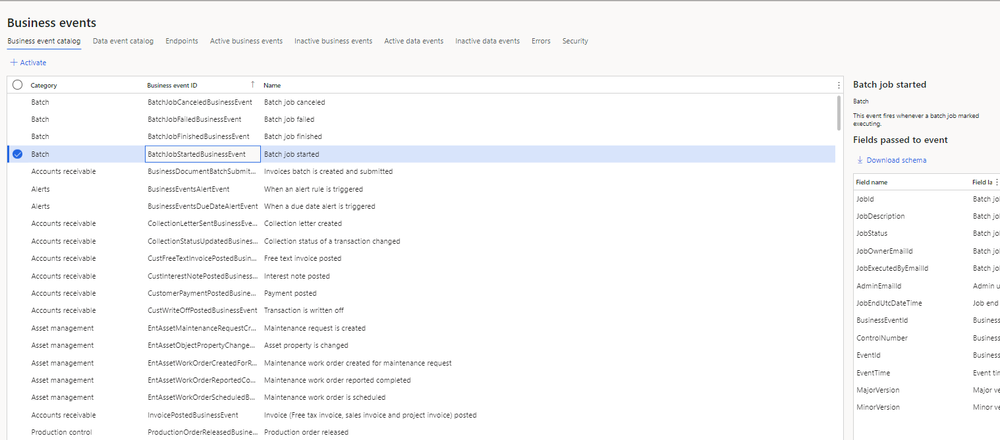 Business events
Business event catalog Data event catalog Endpoints Active business events Inactive business events Active data events Inactive data events Errors Security
+ Activate
Category Business event ID ↑ Name
Batch BatchJobCanceledBusinessEvent Batch job canceled
Batch BatchJobFailedBusinessEvent Batch job failed
Batch BatchJobFinishedBusinessEvent Batch job finished
Batch BatchJobStartedBusinessEvent Batch job started
Accounts receivable BusinessDocumentBatchSubmit... Invoices batch is created and submitted
Alerts BusinessEventsAlertEvent When an alert rule is triggered
Alerts BusinessEventsDueDateAlertEvent When a due date alert is triggered
Accounts receivable CollectionLetterSentBusinessEve... Collection letter created
Accounts receivable CollectionStatusUpdatedBusines... Collection status of a transaction changed
Accounts receivable CustFreeTextInvoicePostedBusin... Free text invoice posted
Accounts receivable CustInterestNotePostedBusiness... Interest note posted
Accounts receivable CustomerPaymentPostedBusine... Payment posted
Accounts receivable CustWriteOffPostedBusinessEvent Transaction is written off
Asset management EntAssetMaintenanceRequestCr... Maintenance request is created
Asset management EntAssetObjectPropertyChange... Asset property is changed
Asset management EntAssetWorkOrderCreatedForR... Maintenance work order created for maintenance request
Asset management EntAssetWorkOrderReportedCo... Maintenance work order reported completed
Asset management EntAssetWorkOrderScheduledB... Maintenance work order is scheduled
Accounts receivable InvoicePostedBusinessEvent Invoice (Free tax invoice, sales invoice and project invoice) posted
Production control ProductionOrderReleasedBusine... Production order released
Batch job started
Batch
This event fires whenever a batch job marked
executing.
Fields passed to event
Download schema
Field name Field la
JobId Batch jo
JobDescription Batch jo
JobStatus Batch jo
JobOwnerEmailId Batch jo
JobExecutedByEmailId Batch jo
AdminEmailId Admin u
JobEndUtcDateTime Job end
BusinessEventId Business
ControlNumber Business
EventId Business
EventTime Event tim
MajorVersion Major ve
MinorVersion Minor ve